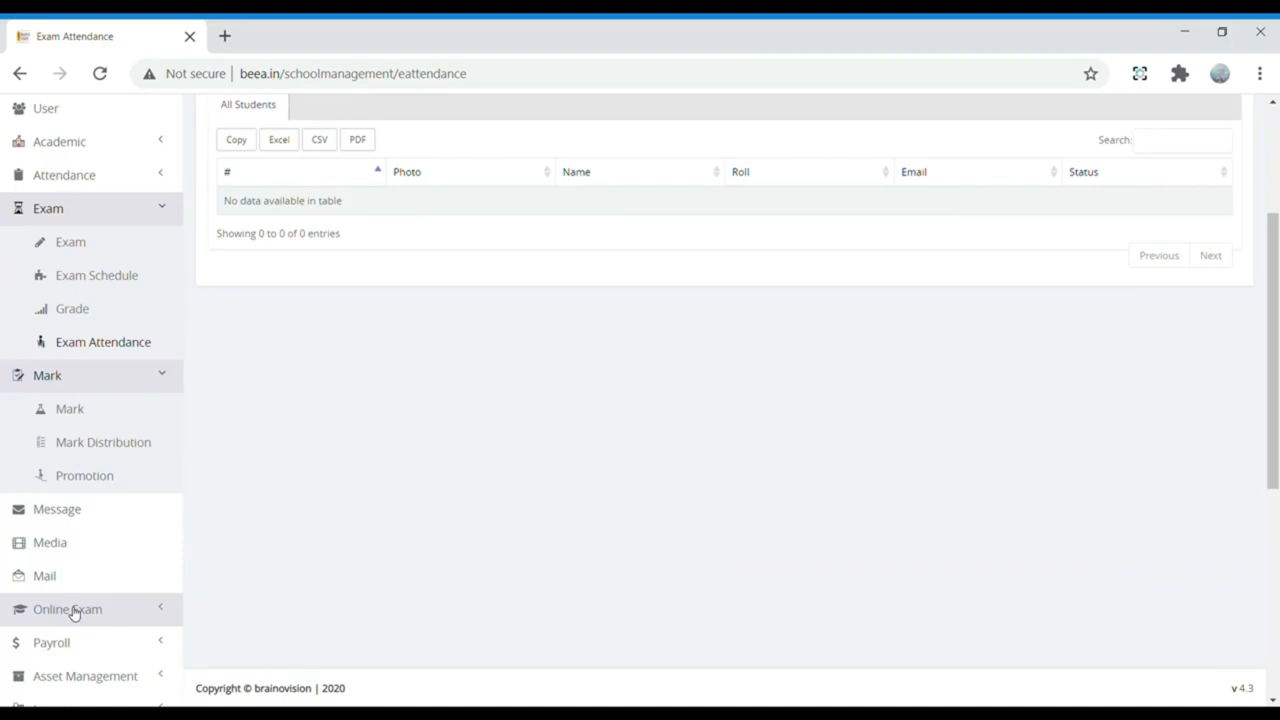 Exam Attendance
Not secure | beea.in/schoolmanagement/eattendance
User
Academic
Attendance
Exam
Exam
Exam Schedule
Grade
Exam Attendance
Mark
Mark
Mark Distribution
Promotion
Message
Media
Mail
Online Exam
Payroll
Asset Management
All Students
Copy Excel CSV PDF Search:
# Photo Name Roll Email Status
No data available in table
Showing 0 to 0 of 0 entries
Previous Next
Copyright © brainovision | 2020 v 4.3